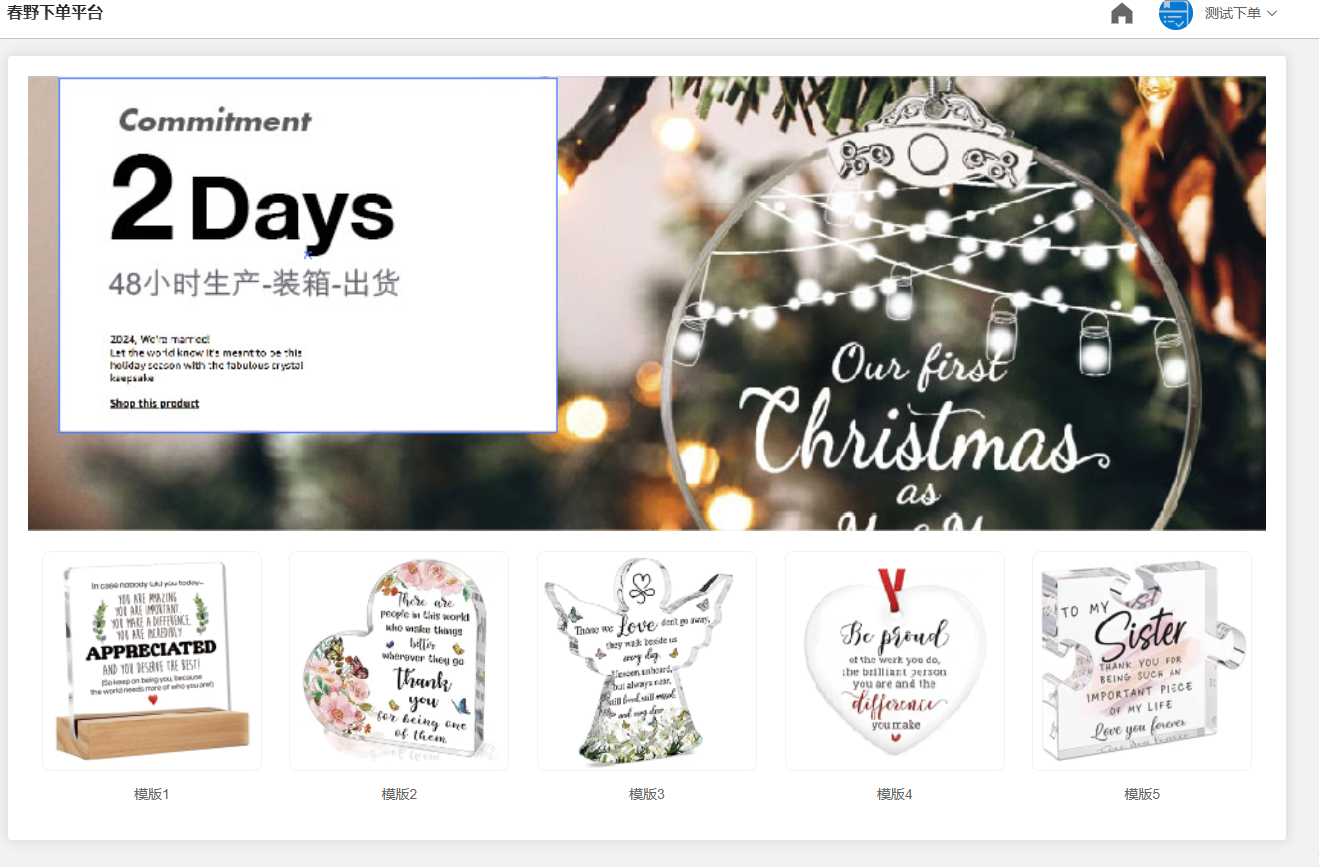 春野下单平台
测试下单
Commitment
2 Days
48小时生产-装箱-出货
2024, We're married!
Let the world know it's meant to be this
holiday season with the fabulous crystal
keepsake
Shop this product
Our first
Christmas
as
In case nobody told you today...
YOU ARE AMAZING
YOU ARE IMPORTANT
YOU MAKE A DIFFERENCE,
YOU ARE INCREDIBLY
APPRECIATED
AND YOU DESERVE THE BEST!
(So keep on being you, because
the world needs more of who you are!)
There are
people in this world
who make things
better
wherever they go
Thank
you
for being one
of them.
Those we Love don't go away,
they walk beside us
every day.
Unseen, unheard,
but always near,
still loved, still missed
and very dear
Be proud
of the work you do,
the brilliant person
you are and the
difference
you make
TO MY
Sister
THANK YOU FOR
BEING SUCH AN
IMPORTANT PIECE
OF MY LIFE
Love you forever
模版1
模版2
模版3
模版4
模版5